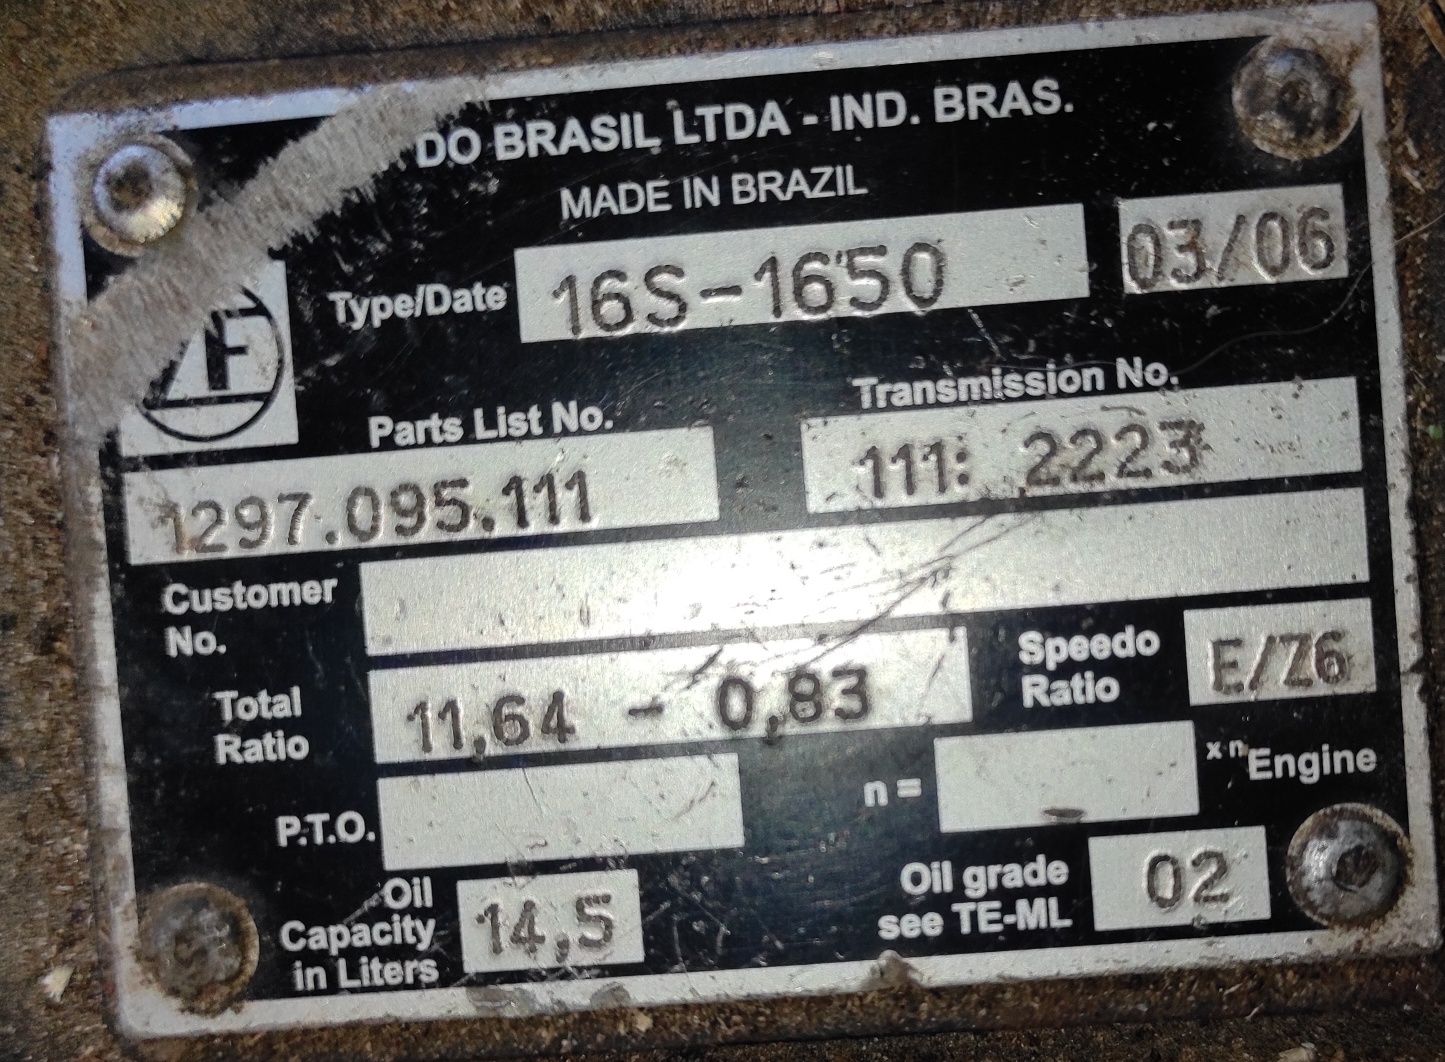 DO BRASIL LTDA - IND. BRAS.
MADE IN BRAZIL
Type/Date 16S-1650 03/06
F
Parts List No. Transmission No.
1297.095.111 111: 2223
Customer
No.
Total
Ratio 11,64 - 0,83 Speedo
Ratio E/Z6
P.T.O. n = x n Engine
Oil
Capacity
in Liters 14,5 Oil grade
see TE-ML 02